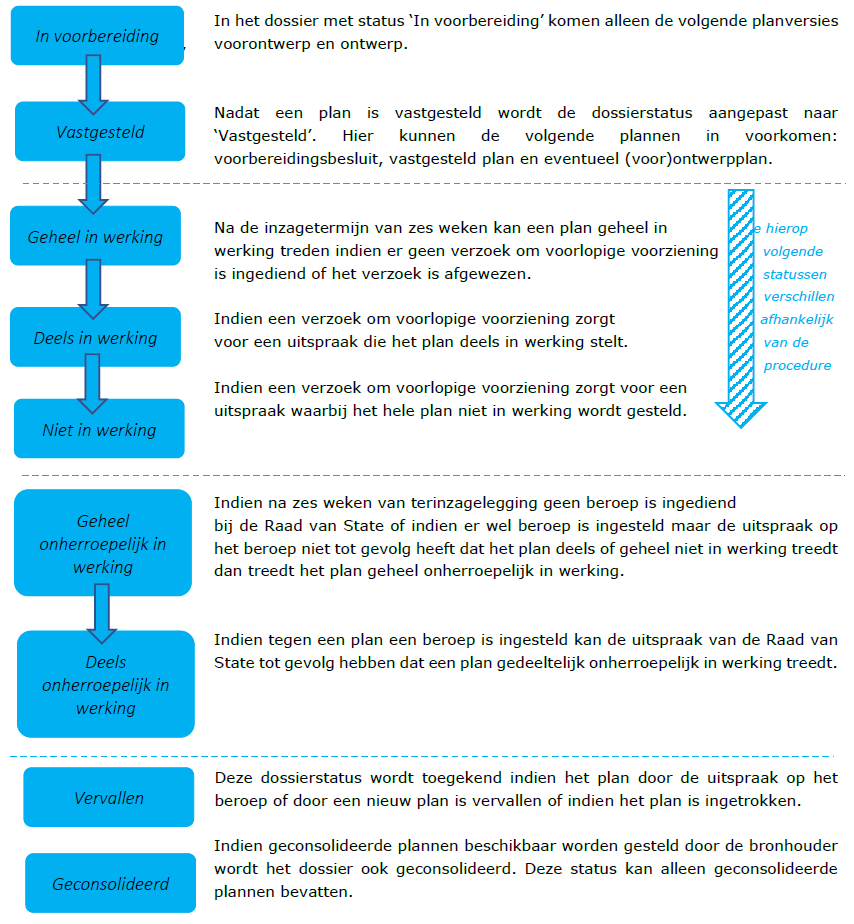 In voorbereiding
In het dossier met status ‘In voorbereiding’ komen alleen de volgende planversies
voorontwerp en ontwerp.
Vastgesteld
Nadat een plan is vastgesteld wordt de dossierstatus aangepast naar
‘Vastgesteld’. Hier kunnen de volgende plannen in voorkomen:
voorbereidingsbesluit, vastgesteld plan en eventueel (voor)ontwerpplan.
Geheel in werking
Na de inzagetermijn van zes weken kan een plan geheel in
werking treden indien er geen verzoek om voorlopige voorziening
is ingediend of het verzoek is afgewezen.
e hierop
volgende
statussen
verschillen
afhankelijk
van de
procedure
Deels in werking
Indien een verzoek om voorlopige voorziening zorgt
voor een uitspraak die het plan deels in werking stelt.
Niet in werking
Indien een verzoek om voorlopige voorziening zorgt voor een
uitspraak waarbij het hele plan niet in werking wordt gesteld.
Geheel
onherroepelijk in
werking
Indien na zes weken van terinzagelegging geen beroep is ingediend
bij de Raad van State of indien er wel beroep is ingesteld maar de uitspraak op
het beroep niet tot gevolg heeft dat het plan deels of geheel niet in werking treedt
dan treedt het plan geheel onherroepelijk in werking.
Deels
onherroepelijk in
werking
Indien tegen een plan een beroep is ingesteld kan de uitspraak van de Raad van
State tot gevolg hebben dat een plan gedeeltelijk onherroepelijk in werking treedt.
Vervallen
Deze dossierstatus wordt toegekend indien het plan door de uitspraak op het
beroep of door een nieuw plan is vervallen of indien het plan is ingetrokken.
Geconsolideerd
Indien geconsolideerde plannen beschikbaar worden gesteld door de bronhouder
wordt het dossier ook geconsolideerd. Deze status kan alleen geconsolideerde
plannen bevatten.